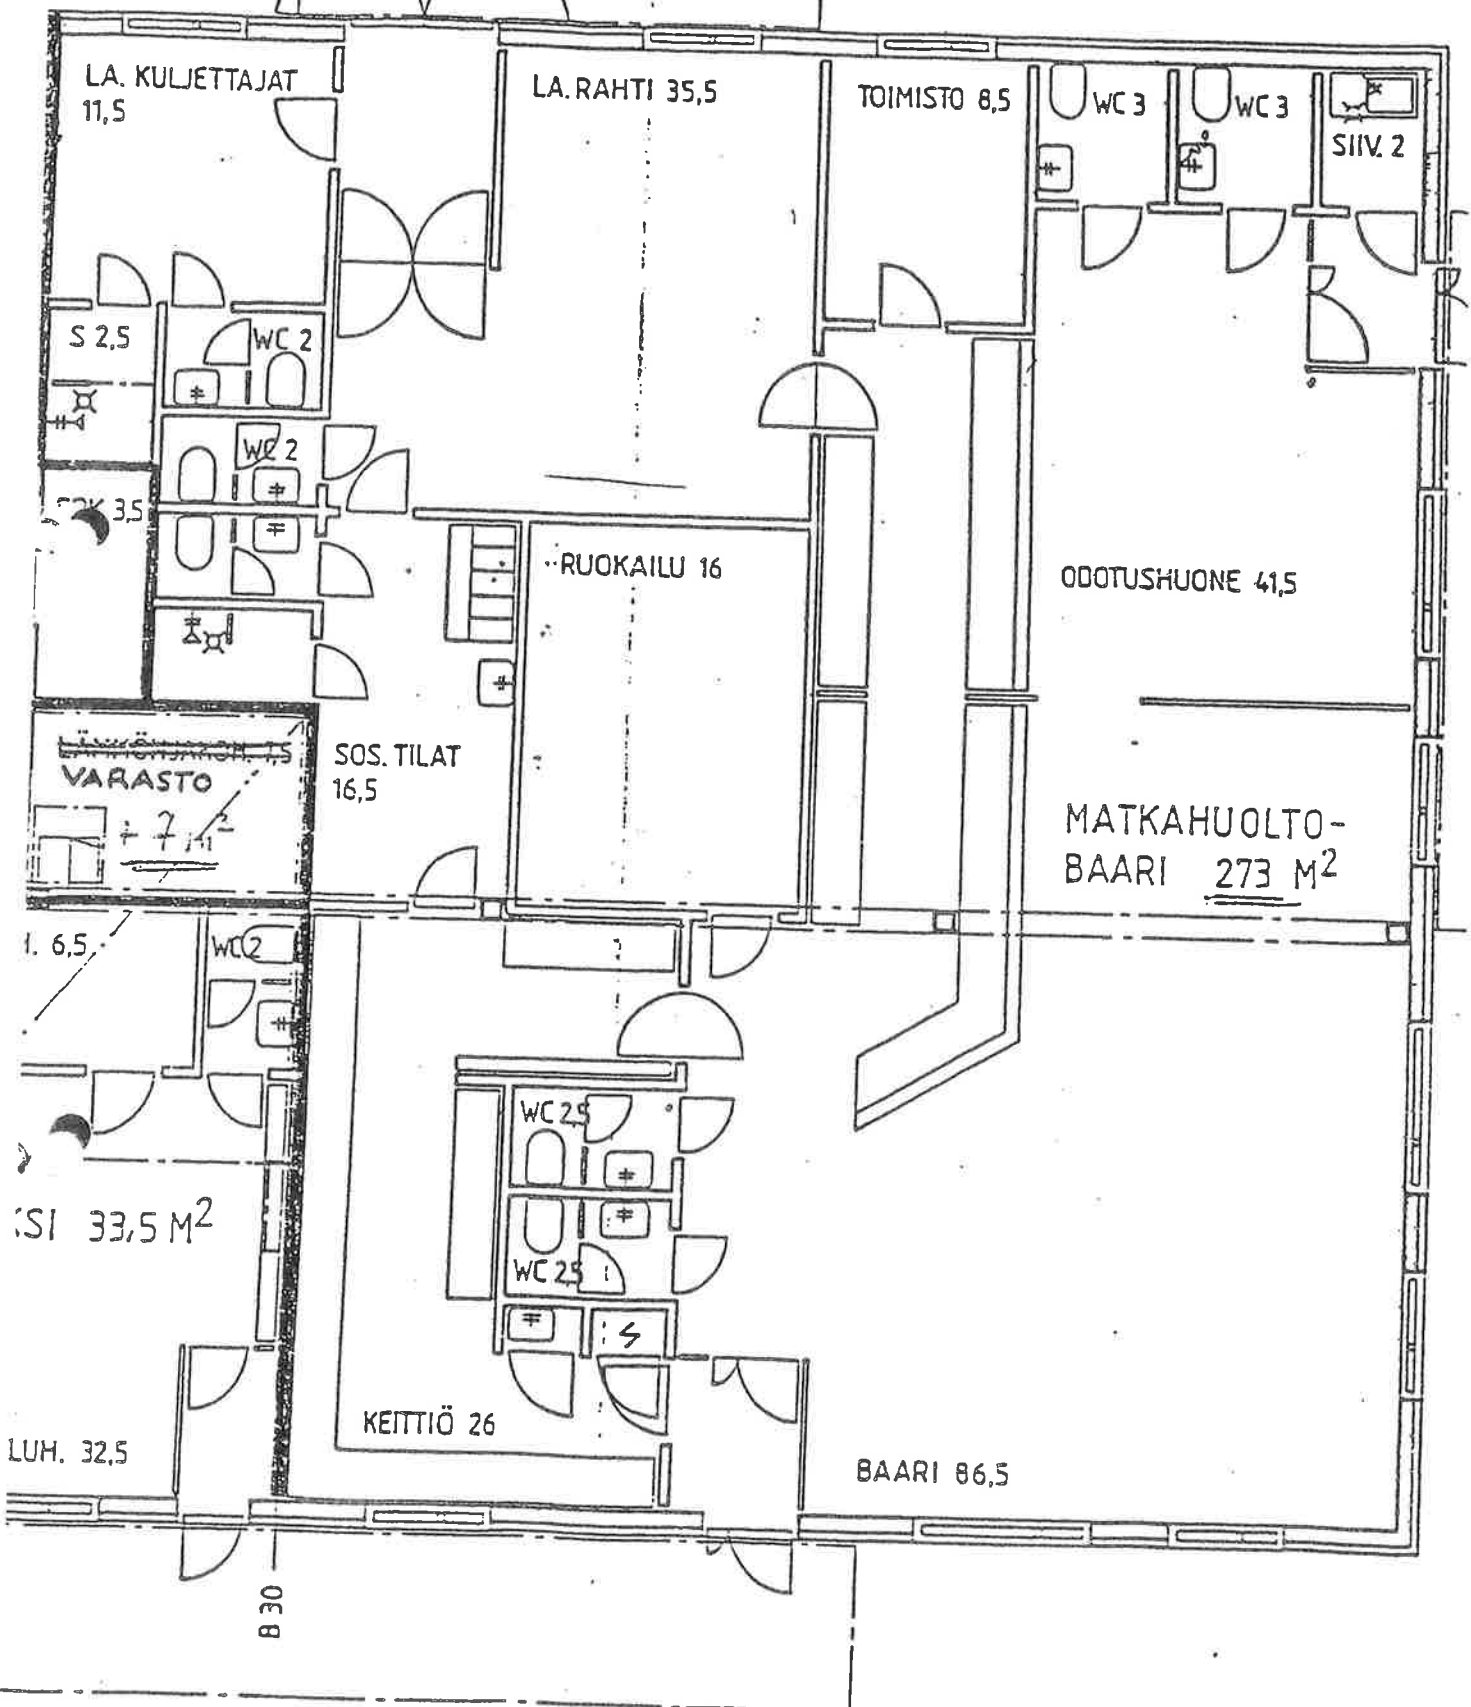 LA. KULJETTAJAT
11,5
LA. RAHTI 35,5
TOIMISTO 8,5
WC 3
WC 3
SIIV. 2
S 2,5
WC 2
WC 2
3,5
RUOKAILU 16
ODOTUSHUONE 41,5
VARASTO
7 m²
SOS. TILAT
16,5
MATKAHUOLTO-
BAARI 273 M²
6,5
WC 2
WC 2,5
WC 2,5
SI 33,5 M²
KEITTIÖ 26
LUH. 32,5
BAARI 86,5
B 30